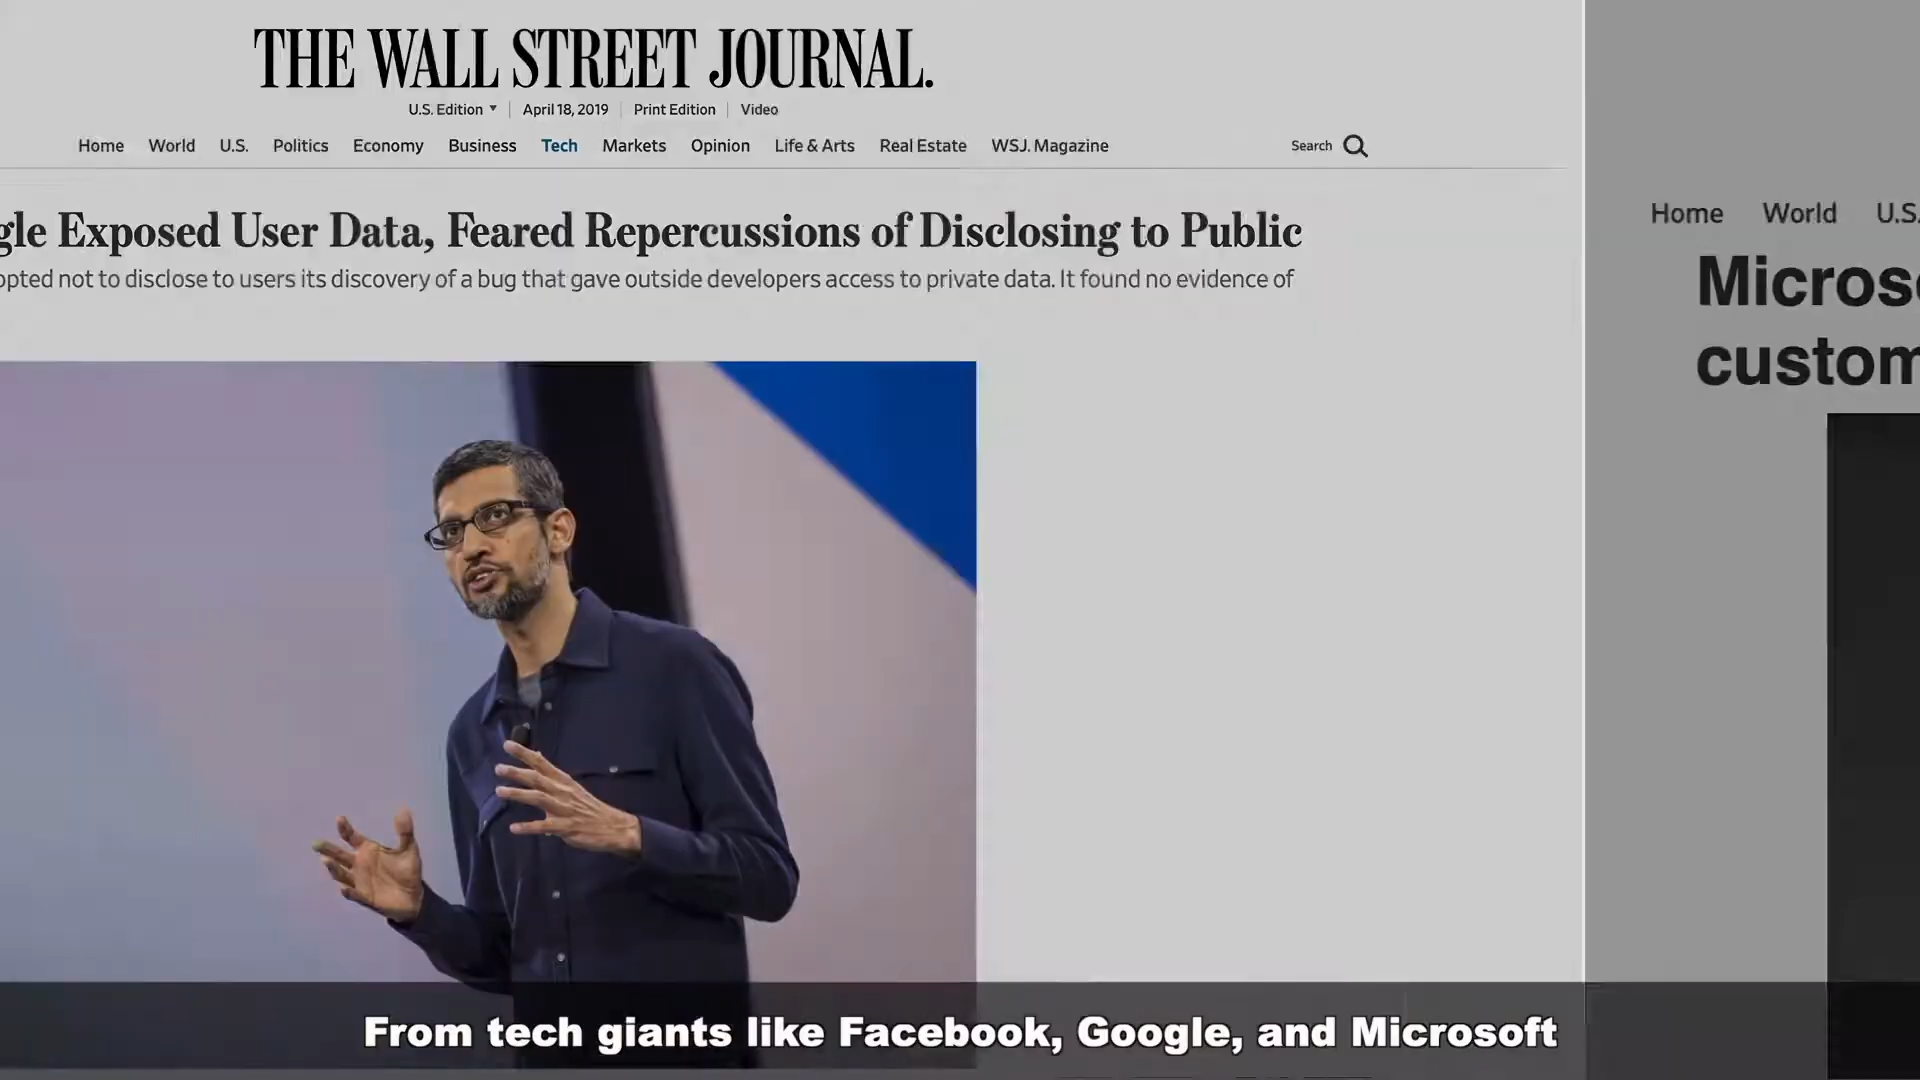 THE WALL STREET JOURNAL.
U.S. Edition April 18, 2019 Print Edition Video
Home World U.S. Politics Economy Business Tech Markets Opinion Life & Arts Real Estate WSJ. Magazine Search
gle Exposed User Data, Feared Repercussions of Disclosing to Public
opted not to disclose to users its discovery of a bug that gave outside developers access to private data. It found no evidence of
Home World U.S.
Micros
custom
From tech giants like Facebook, Google, and Microsoft